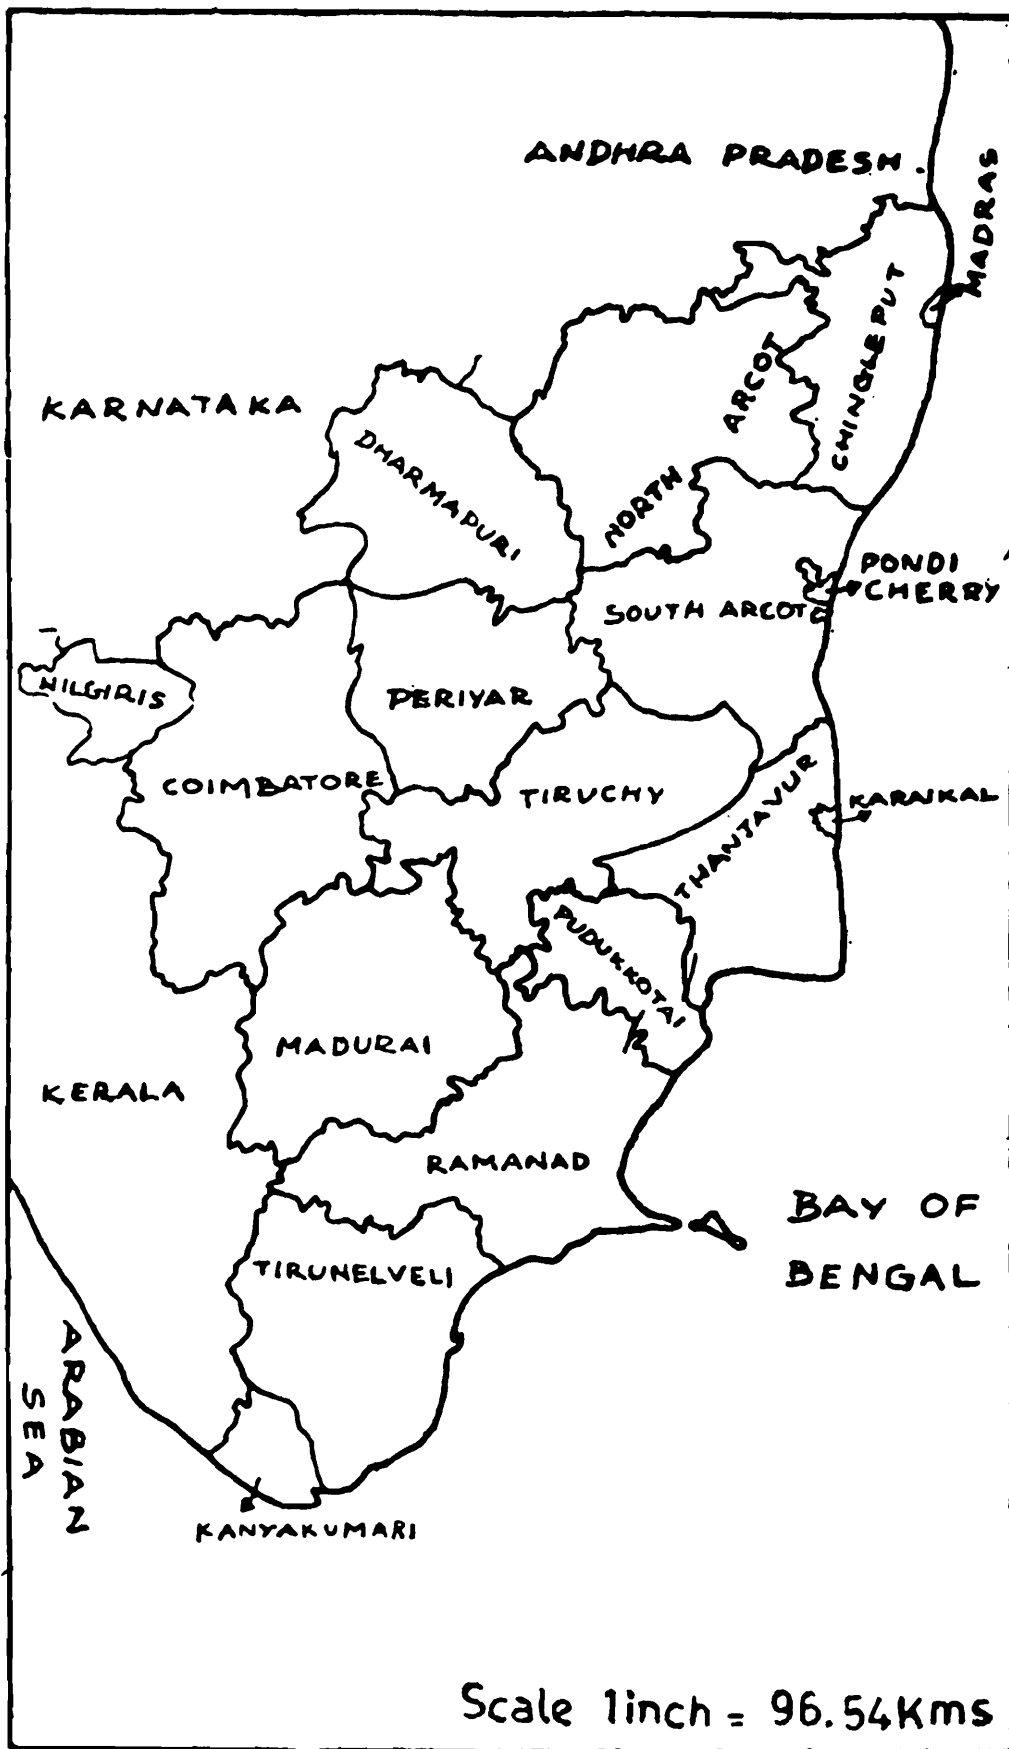 ANDHRA PRADESH.
MADRAS
CHINGLEPUT
ARCOT
KARNATAKA
DHARMAPURI
NORTH
PONDI
CHERRY
SOUTH ARCOT
NILGIRIS
PERIYAR
COIMBATORE
TIRUCHY
THANJAVUR
KARAIKAL
PUDUKKOTAI
MADURAI
KERALA
RAMANAD
BAY OF
BENGAL
TIRUNELVELI
ARABIAN
SEA
KANYAKUMARI
Scale 1inch = 96.54Kms